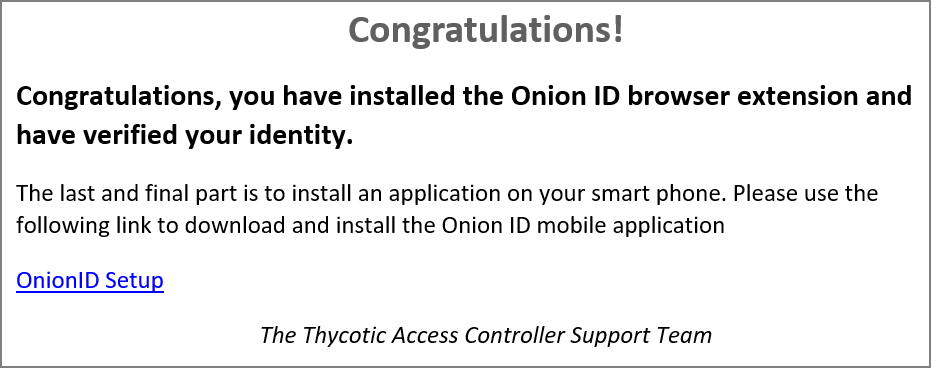 Congratulations!
Congratulations, you have installed the Onion ID browser extension and
have verified your identity.
The last and final part is to install an application on your smart phone. Please use the
following link to download and install the Onion ID mobile application
OnionID Setup
The Thycotic Access Controller Support Team